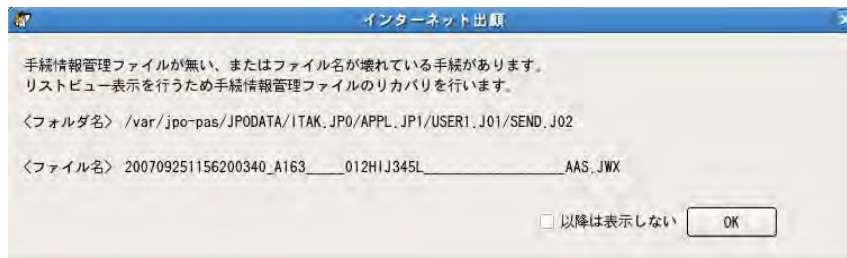 インターネット出願
手続情報管理ファイルが無い、またはファイル名が壊れている手続があります。
リストビュー表示を行うため手続情報管理ファイルのリカバリを行います。
〈フォルダ名〉 /var/jpo-pas/JPODATA/ITAK.JP0/APPL.JP1/USER1.J01/SEND.J02
〈ファイル名〉 200709251156200340_A163_____012HIJ345L____________________AAS.JWX
以降は表示しない OK